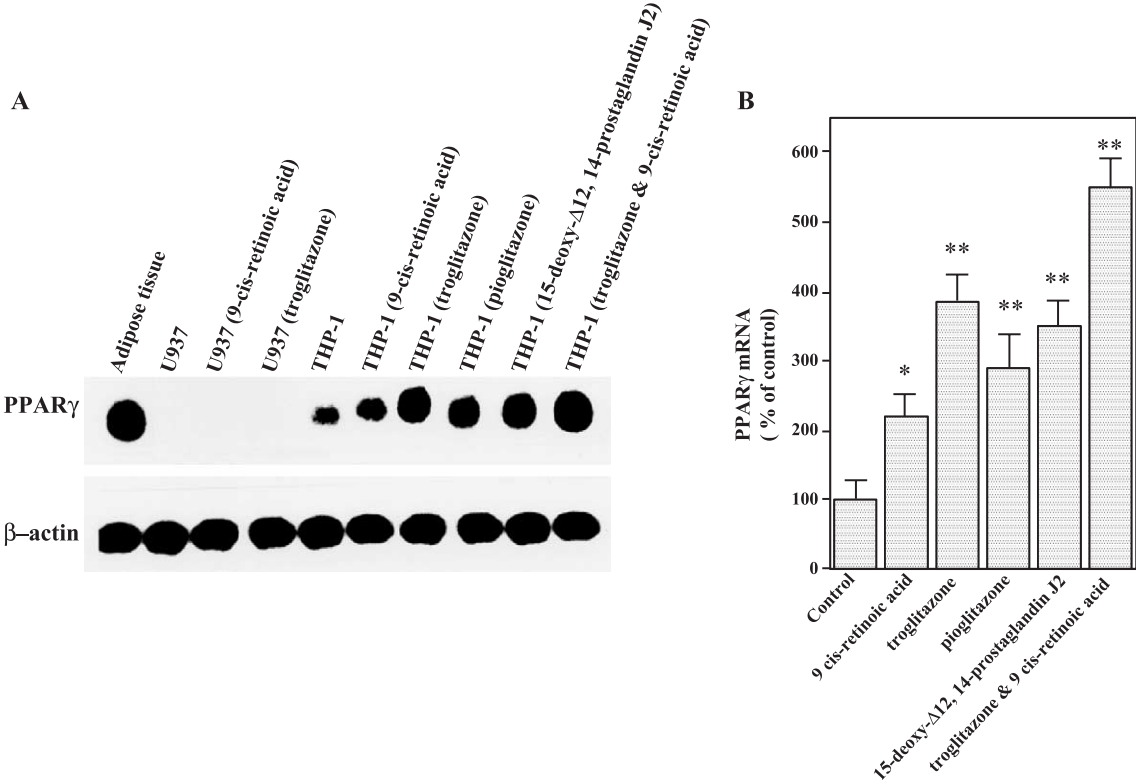 A
Adipose tissue
U937
U937 (9-cis-retinoic acid)
U937 (troglitazone)
THP-1
THP-1 (9-cis-retinoic acid)
THP-1 (troglitazone)
THP-1 (pioglitazone)
THP-1 (15-deoxy-Δ12, 14-prostaglandin J2)
THP-1 (troglitazone & 9-cis-retinoic acid)
PPARγ
β–actin
B
PPARγ mRNA
( % of control)
600
500
400
300
200
100
0
*
**
**
**
**
Control
9 cis-retinoic acid
troglitazone
pioglitazone
15-deoxy-Δ12, 14-prostaglandin J2
troglitazone & 9 cis-retinoic acid